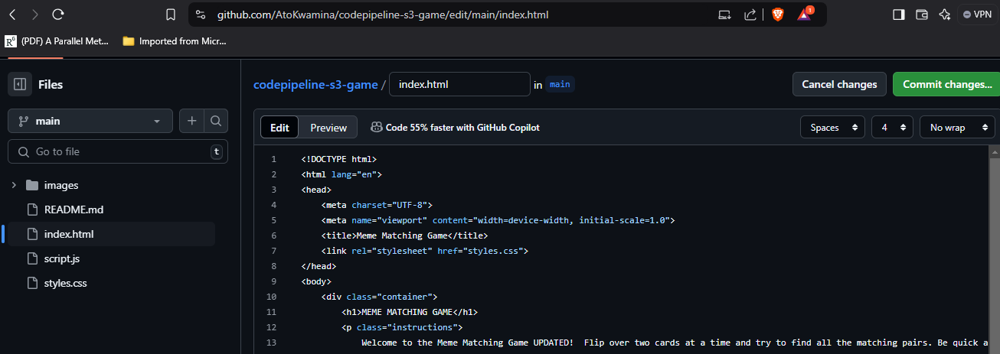 github.com/AtoKwamina/codepipeline-s3-game/edit/main/index.html
1
VPN
RG
(PDF) A Parallel Met...
Imported from Micr...
Files
codepipeline-s3-game / index.html in main
Cancel changes
Commit changes...
main
Edit
Preview
Code 55% faster with GitHub Copilot
Spaces
4
No wrap
Go to file
t
images
README.md
index.html
script.js
styles.css
1 <!DOCTYPE html>
2 <html lang="en">
3 <head>
4 <meta charset="UTF-8">
5 <meta name="viewport" content="width=device-width, initial-scale=1.0">
6 <title>Meme Matching Game</title>
7 <link rel="stylesheet" href="styles.css">
8 </head>
9 <body>
10 <div class="container">
11 <h1>MEME MATCHING GAME</h1>
12 <p class="instructions">
13 Welcome to the Meme Matching Game UPDATED!  Flip over two cards at a time and try to find all the matching pairs. Be quick a